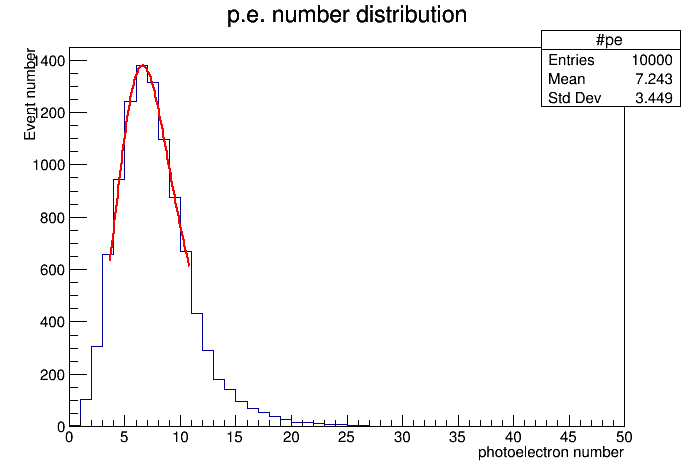 p.e. number distribution
#pe
Entries 10000
Mean 7.243
Std Dev 3.449
Event number
1400
1200
1000
800
600
400
200
0
0 5 10 15 20 25 30 35 40 45 50
photoelectron number